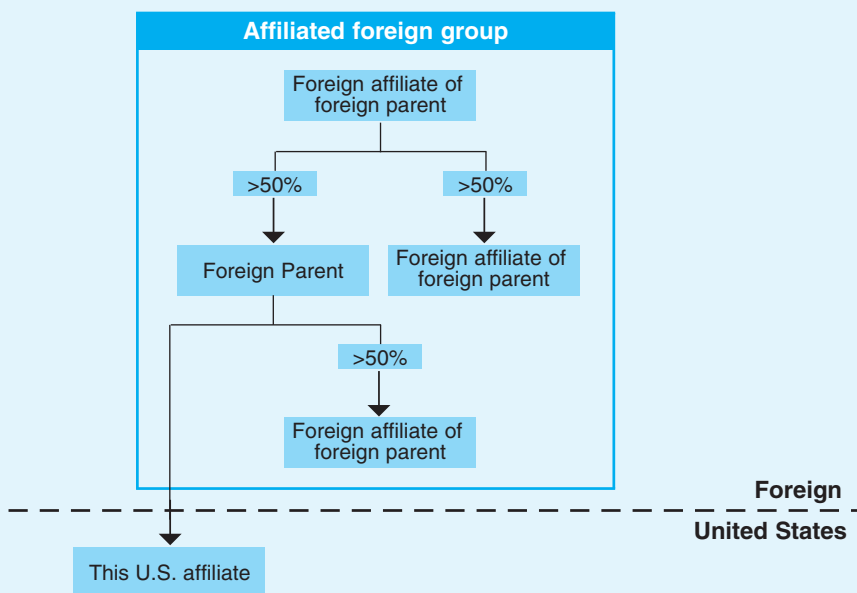 Affiliated foreign group
Foreign affiliate of
foreign parent
>50%
>50%
Foreign Parent
Foreign affiliate of
foreign parent
>50%
Foreign affiliate of
foreign parent
Foreign
United States
This U.S. affiliate